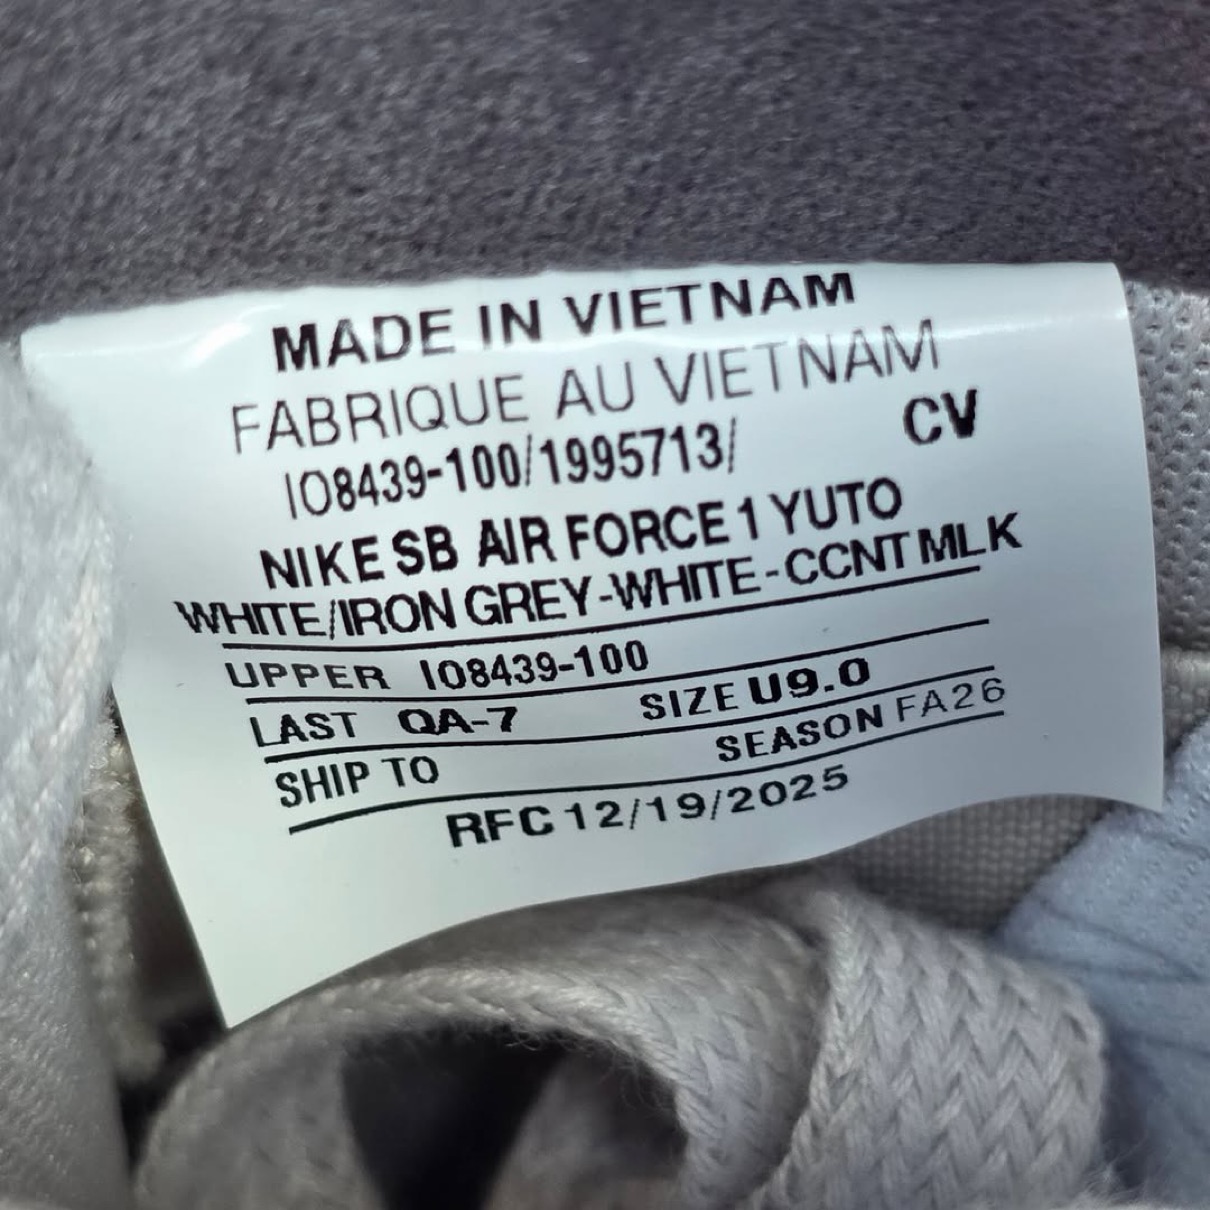 MADE IN VIETNAM
FABRIQUE AU VIETNAM
IO8439-100/1995713/ CV
NIKE SB AIR FORCE 1 YUTO
WHITE/IRON GREY-WHITE-CCNT MLK
UPPER IO8439-100
LAST QA-7 SIZE U9.0
SHIP TO SEASON FA26
RFC 12/19/2025